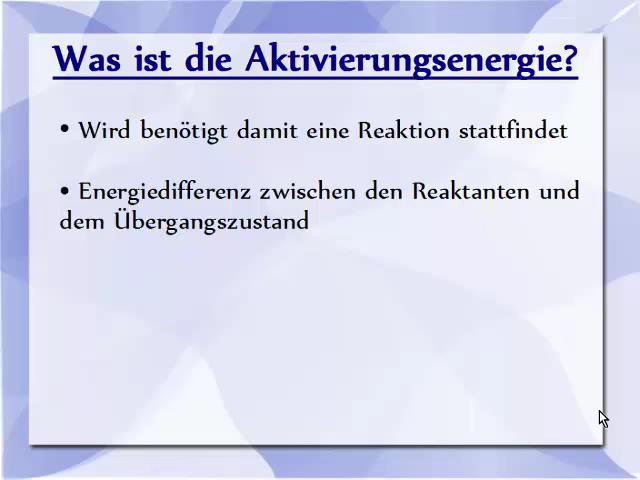 Was ist die Aktivierungsenergie?
• Wird benötigt damit eine Reaktion stattfindet
• Energiedifferenz zwischen den Reaktanten und
dem Übergangszustand